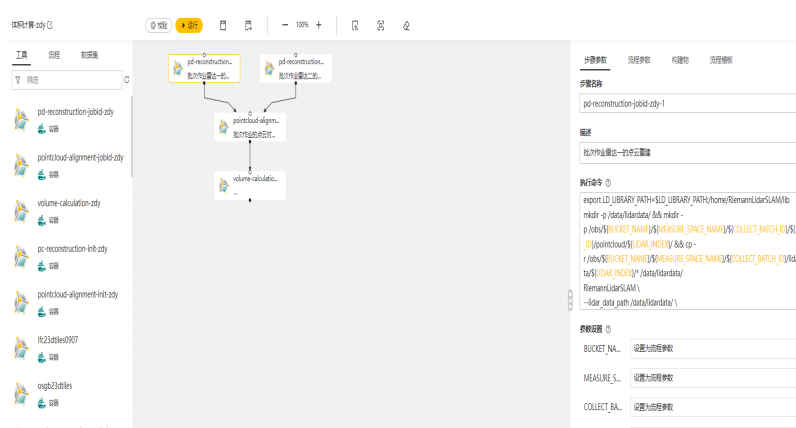 体积计算-zdy
校验
运行
100%
工具 流程 数据集
筛选
pd-reconstruction-jobid-zdy
容器
pointcloud-alignment-jobid-zdy
容器
volume-calculation-zdy
容器
pc-reconstruction-init-zdy
容器
pointcloud-alignment-init-zdy
容器
ifc23dtiles0907
容器
osgb23dtiles
容器
pd-reconstruction...
批次作业雷达一的...
pd-reconstruction...
批次作业雷达二的...
pointcloud-alignm...
批次作业的点云对...
volume-calculatio...
...
步骤参数 流程参数 构建物 流程模板
步骤名称
pd-reconstruction-jobid-zdy-1
描述
批次作业雷达一的点云重建
执行命令
export LD_LIBRARY_PATH=$LD_LIBRARY_PATH:/home/RiemannLidarSLAM/lib
mkdir -p /data/lidardata/ && mkdir -
p /obs/${BUCKET_NAME}/${MEASURE_SPACE_NAME}/${COLLECT_BATCH_ID}/${
_ID}/pointcloud/${LIDAR_INDEX}/ && cp -
r /obs/${BUCKET_NAME}/${MEASURE_SPACE_NAME}/${COLLECT_BATCH_ID}/lida
ta/${LIDAR_INDEX}/* /data/lidardata/
RiemannLidarSLAM \
--lidar_data_path /data/lidardata/ \
参数设置
BUCKET_NA... 设置为流程参数
MEASURE_S... 设置为流程参数
COLLECT_BA... 设置为流程参数